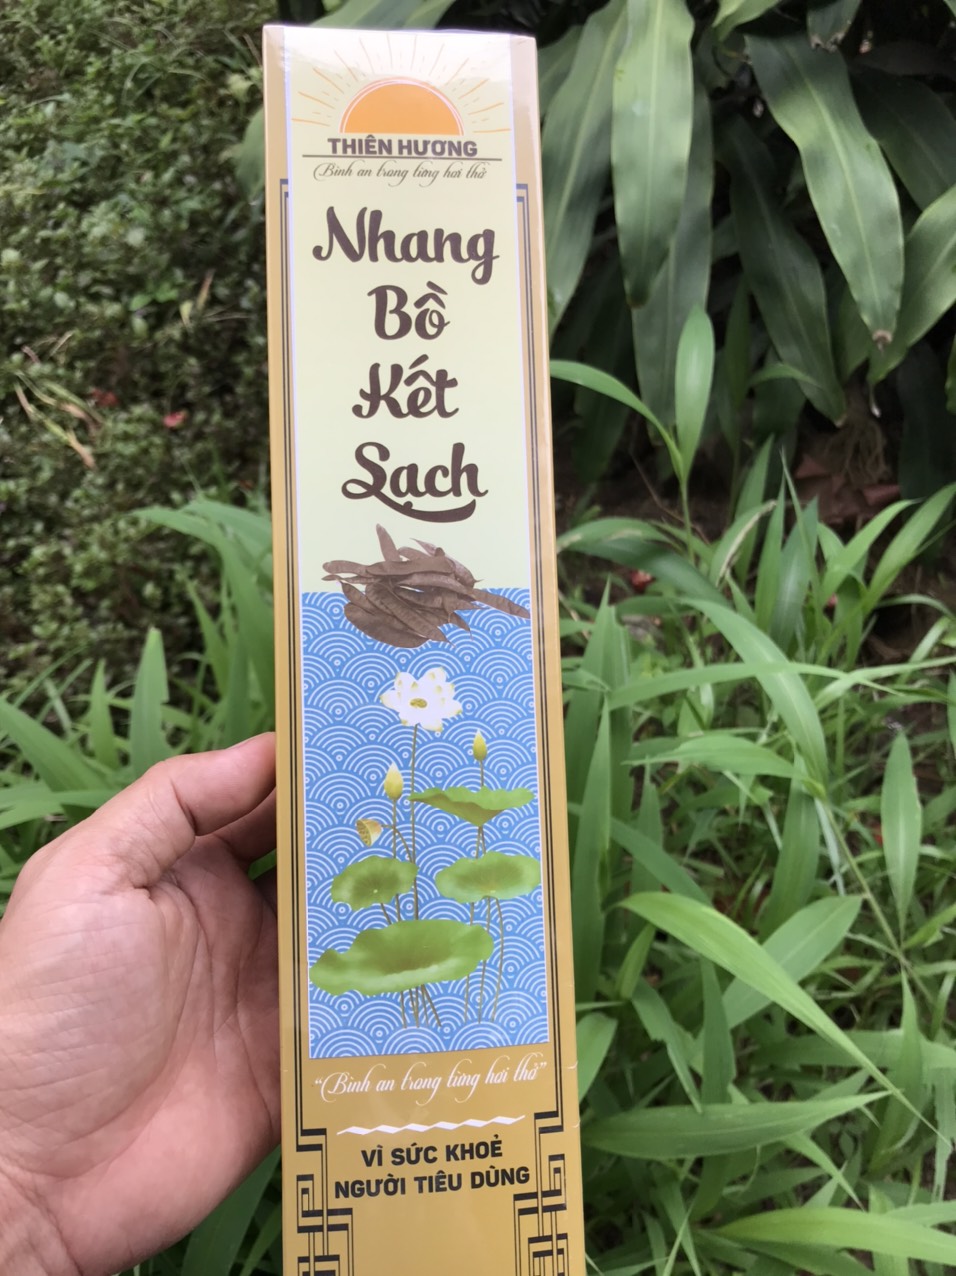 THIÊN HƯƠNG
Bình an trong từng hơi thở
Nhang
Bồ
Kết
Sạch
“Bình an trong từng hơi thở”
VÌ SỨC KHOẺ
NGƯỜI TIÊU DÙNG